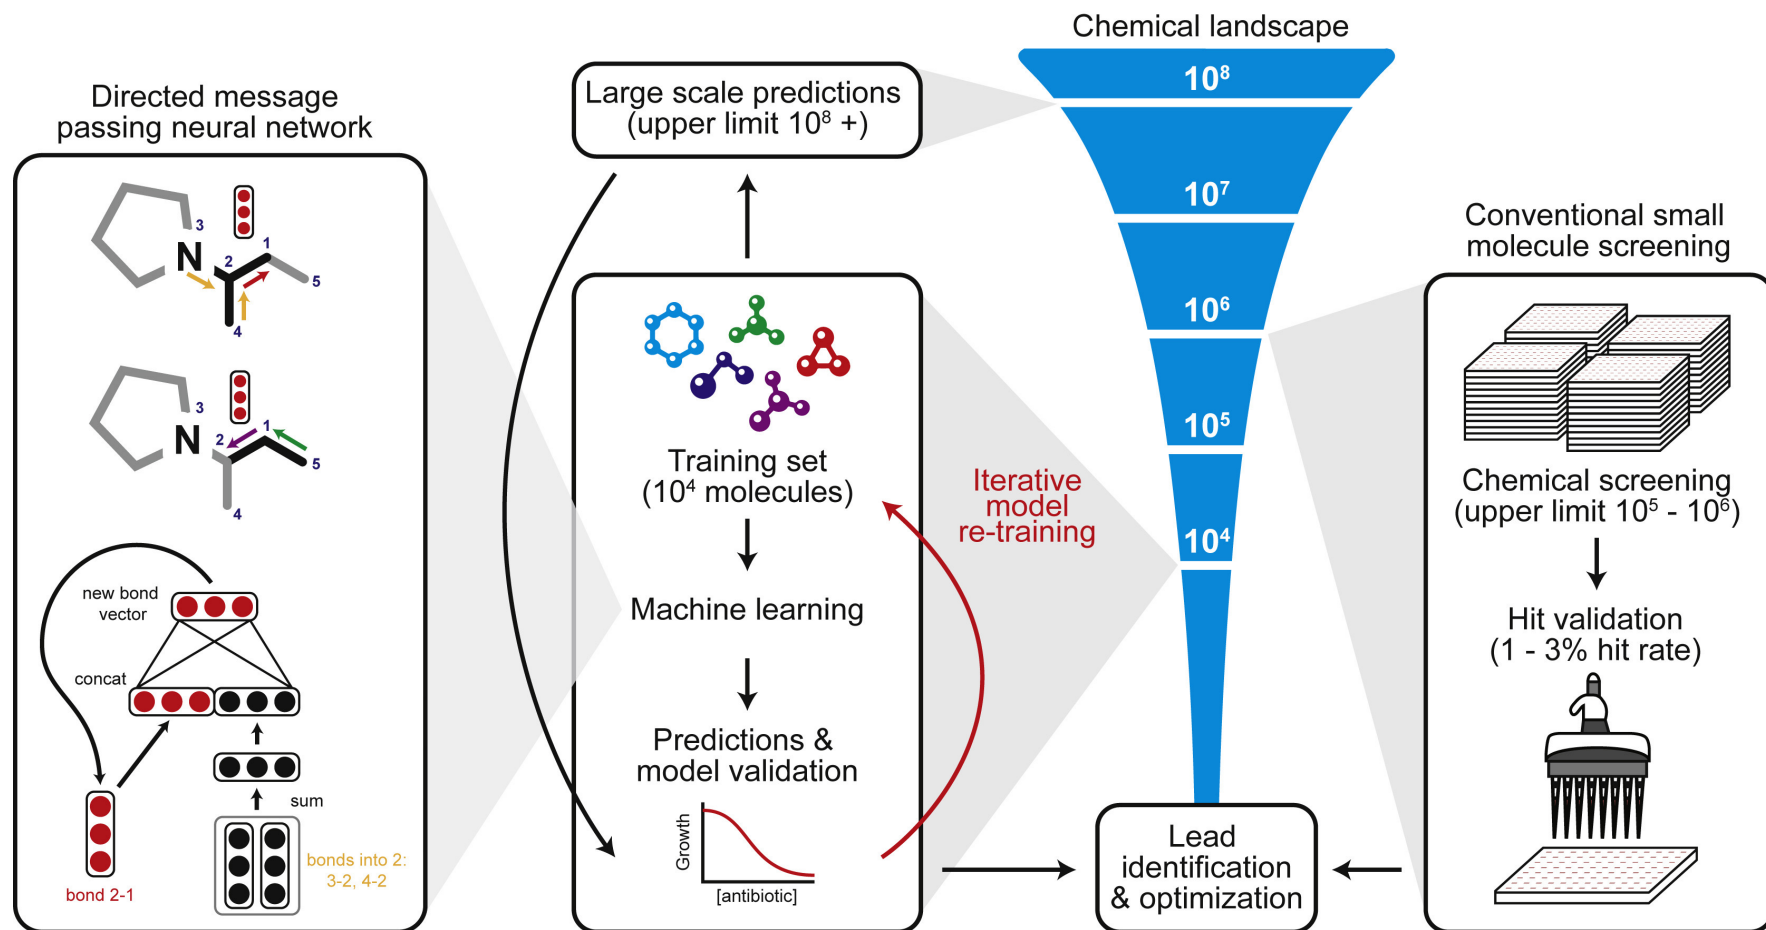 Directed message
passing neural network
3
N
2
1
5
4
3
N
2
1
5
4
new bond
vector
concat
sum
bond 2-1
bonds into 2:
3-2, 4-2
Large scale predictions
(upper limit 10⁸ +)
Training set
(10⁴ molecules)
Machine learning
Predictions &
model validation
Growth
[antibiotic]
Iterative
model
re-training
Chemical landscape
10⁸
10⁷
10⁶
10⁵
10⁴
Lead
identification
& optimization
Conventional small
molecule screening
Chemical screening
(upper limit 10⁵ - 10⁶)
Hit validation
(1 - 3% hit rate)